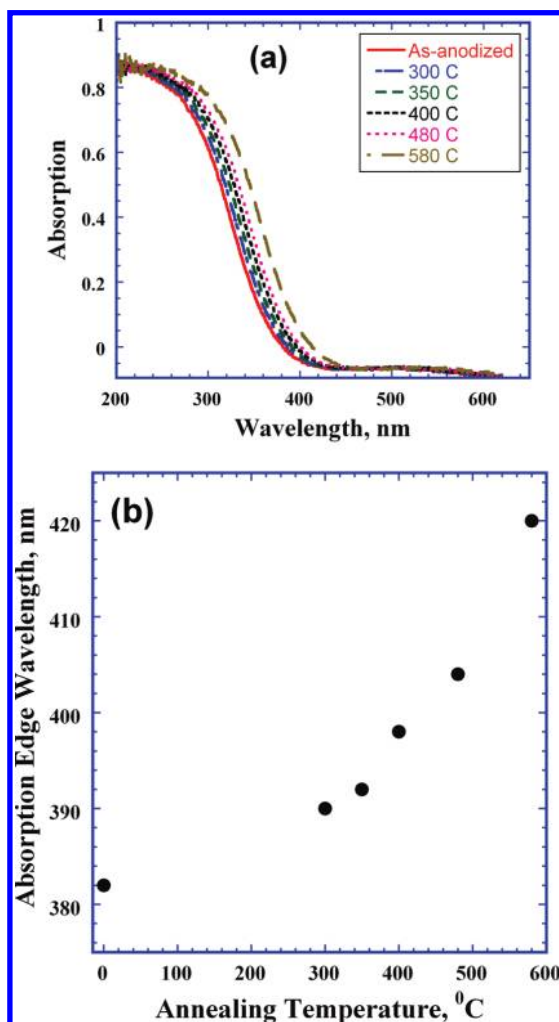 (a)
As-anodized
300 C
350 C
400 C
480 C
580 C
1
0.8
0.6
0.4
0.2
0
Absorption
200 300 400 500 600
Wavelength, nm
(b)
420
410
400
390
380
Absorption Edge Wavelength, nm
0 100 200 300 400 500 600
Annealing Temperature, ⁰C